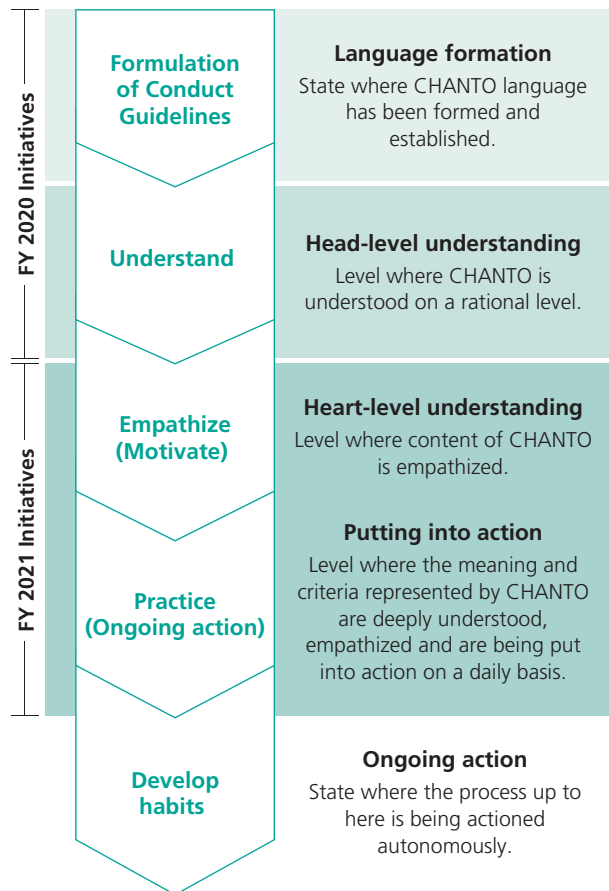 FY 2020 Initiatives
Formulation
of Conduct
Guidelines
Language formation
State where CHANTO language
has been formed and
established.
Understand
Head-level understanding
Level where CHANTO is
understood on a rational level.
FY 2021 Initiatives
Empathize
(Motivate)
Heart-level understanding
Level where content of CHANTO
is empathized.
Practice
(Ongoing action)
Putting into action
Level where the meaning and
criteria represented by CHANTO
are deeply understood,
empathized and are being put
into action on a daily basis.
Develop
habits
Ongoing action
State where the process up to
here is being actioned
autonomously.